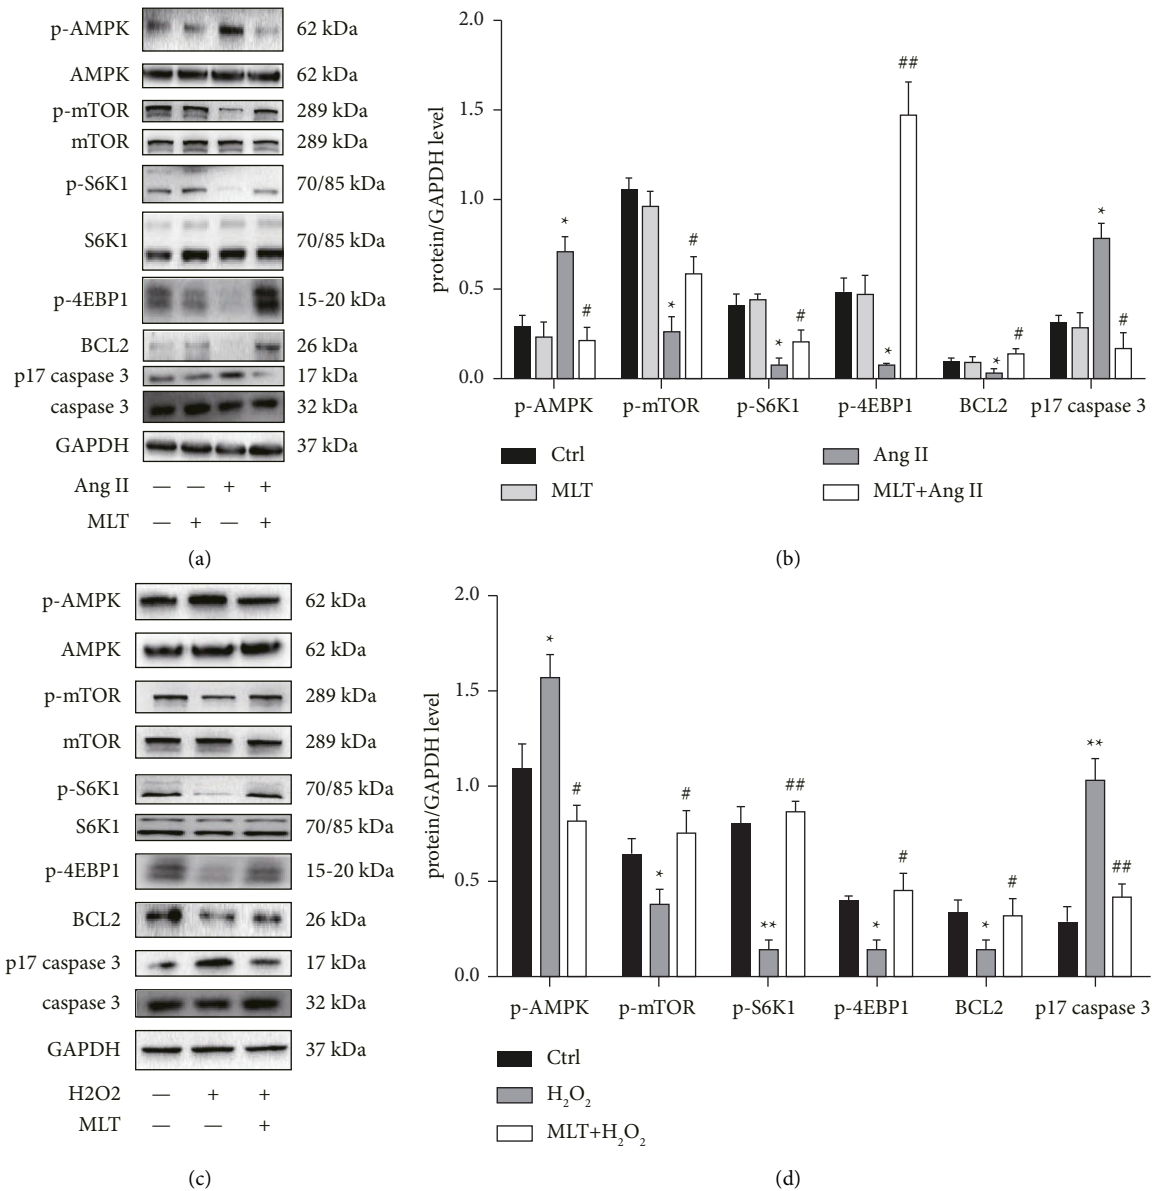 p-AMPK 62 kDa
AMPK 62 kDa
p-mTOR 289 kDa
mTOR 289 kDa
p-S6K1 70/85 kDa
S6K1 70/85 kDa
p-4EBP1 15-20 kDa
BCL2 26 kDa
p17 caspase 3 17 kDa
caspase 3 32 kDa
GAPDH 37 kDa
Ang II — — + +
MLT — + — +
(a)
protein/GAPDH level
2.0
1.5
1.0
0.5
0.0
* # * # * # * ## * # * #
p-AMPK p-mTOR p-S6K1 p-4EBP1 BCL2 p17 caspase 3
Ctrl Ang II
MLT MLT+Ang II
(b)
p-AMPK 62 kDa
AMPK 62 kDa
p-mTOR 289 kDa
mTOR 289 kDa
p-S6K1 70/85 kDa
S6K1 70/85 kDa
p-4EBP1 15-20 kDa
BCL2 26 kDa
p17 caspase 3 17 kDa
caspase 3 32 kDa
GAPDH 37 kDa
H2O2 — + +
MLT — — +
(c)
protein/GAPDH level
2.0
1.5
1.0
0.5
0.0
* # * # ** ## * # * # ** ##
p-AMPK p-mTOR p-S6K1 p-4EBP1 BCL2 p17 caspase 3
Ctrl
H₂O₂
MLT+H₂O₂
(d)